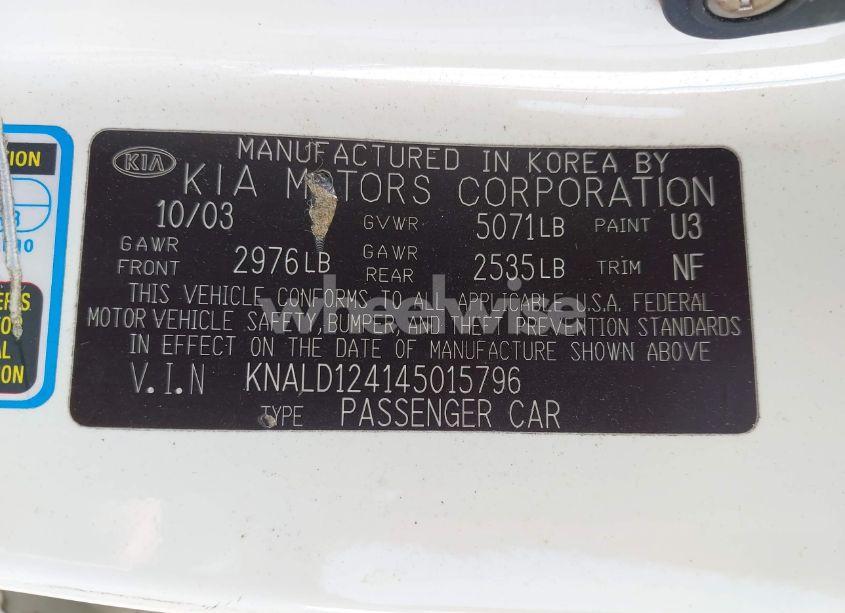 MANUFACTURED IN KOREA BY
KIA KIA MOTORS CORPORATION
10/03 GVWR 5071LB PAINT U3
GAWR FRONT 2976LB GAWR REAR 2535LB TRIM NF
THIS VEHICLE CONFORMS TO ALL APPLICABLE U.S.A. FEDERAL
MOTOR VEHICLE SAFETY, BUMPER, AND THEFT PREVENTION STANDARDS
IN EFFECT ON THE DATE OF MANUFACTURE SHOWN ABOVE
V.I.N KNALD124145015796
TYPE PASSENGER CAR
wheelwise